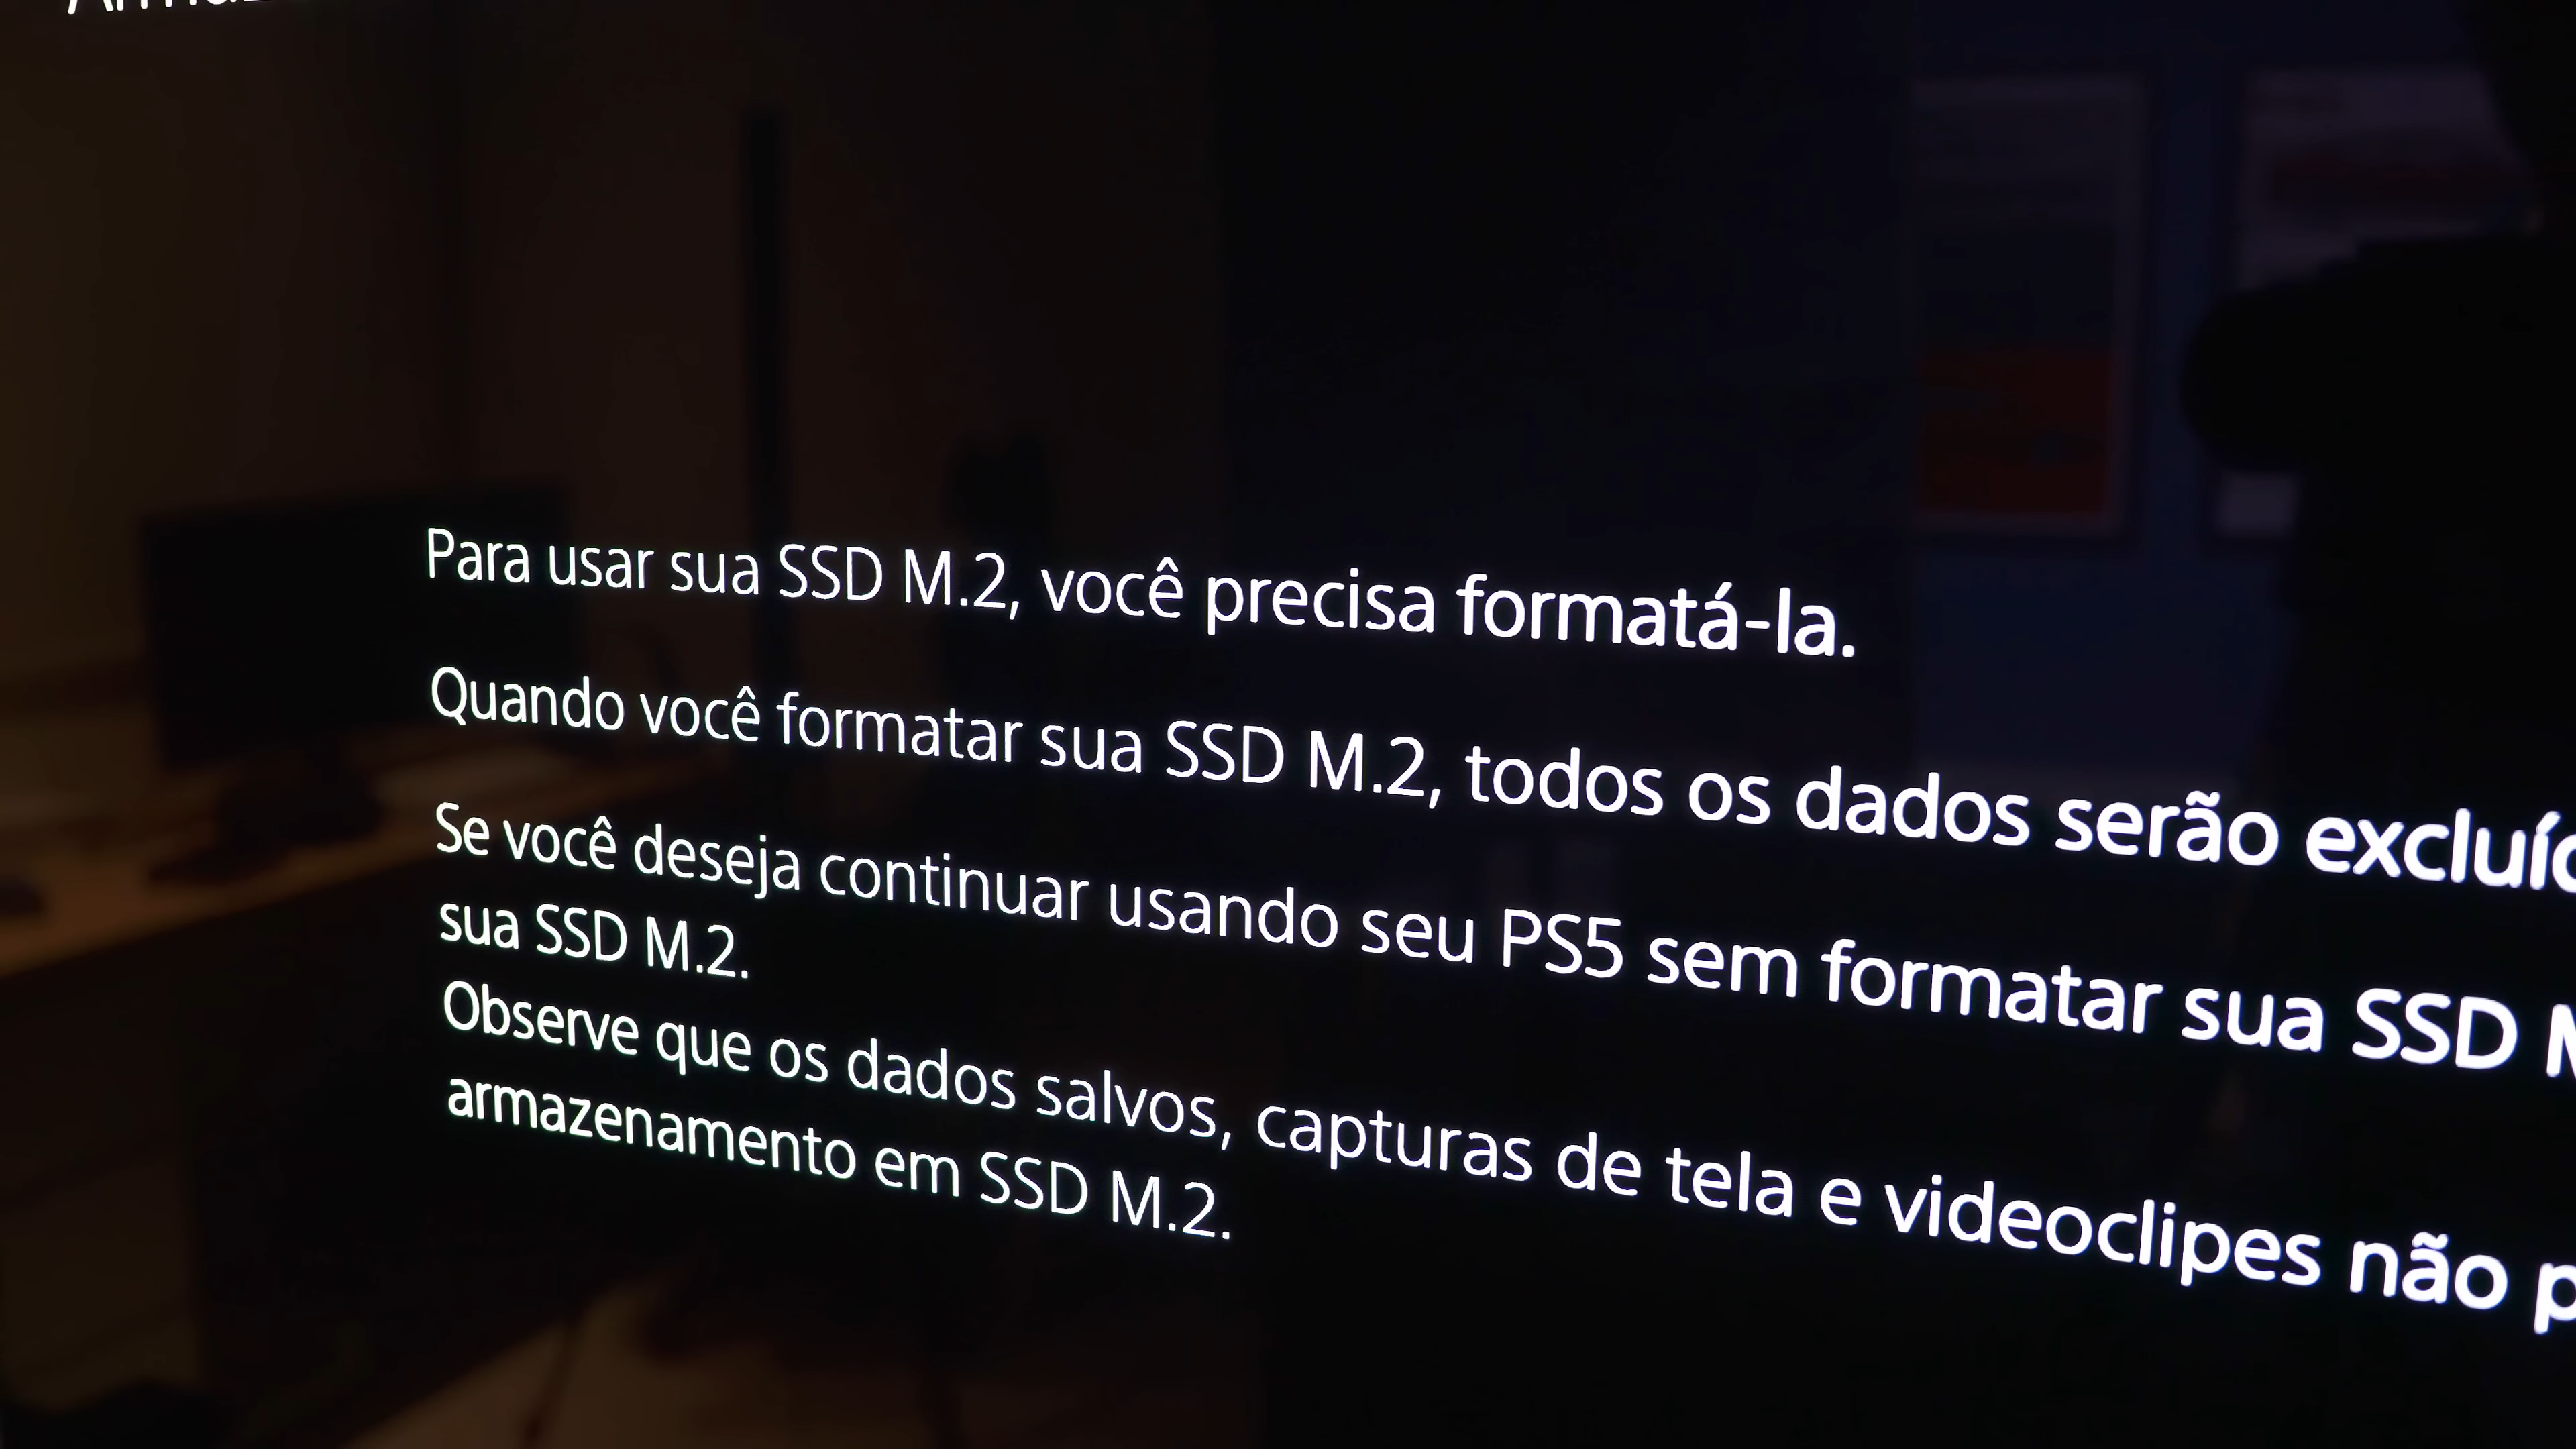 Para usar sua SSD M.2, você precisa formatá-la.
Quando você formatar sua SSD M.2, todos os dados serão
Se você deseja continuar usando seu PS5 sem formatar sua SSD
sua SSD M.2.
Observe que os dados salvos, capturas de tela e videoclipes não
armazenamento em SSD M.2.